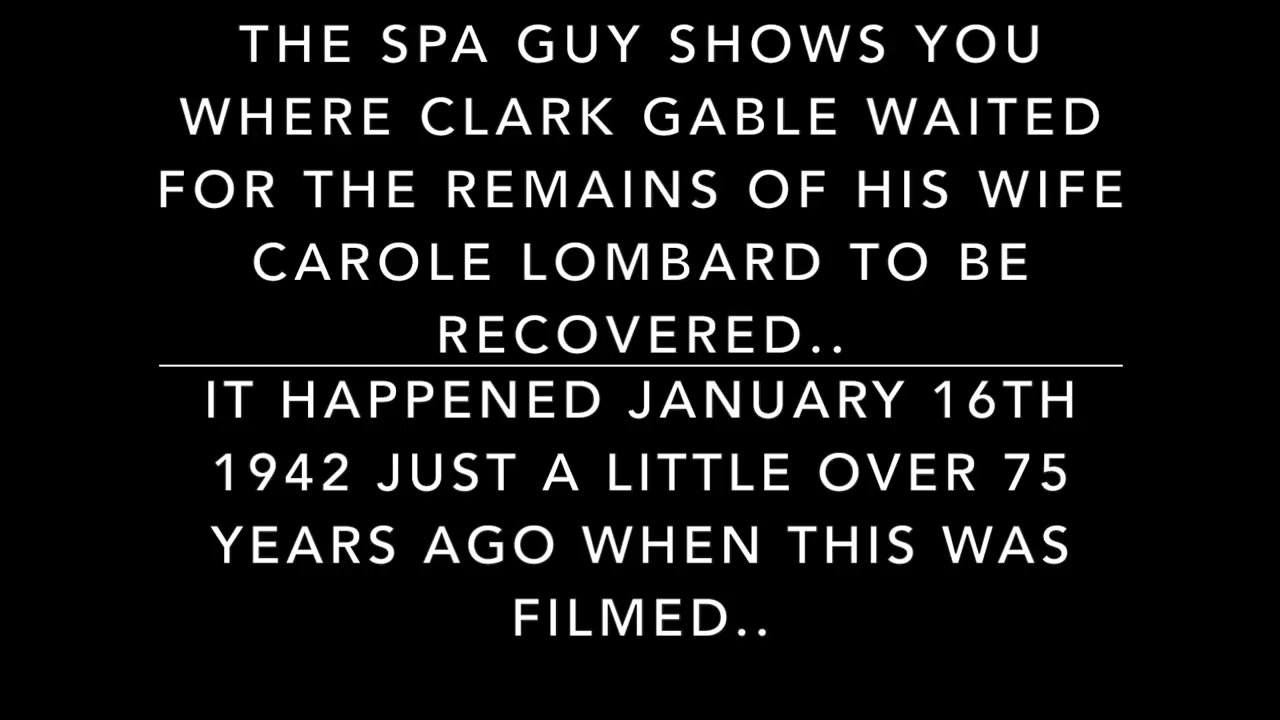 THE SPA GUY SHOWS YOU
WHERE CLARK GABLE WAITED
FOR THE REMAINS OF HIS WIFE
CAROLE LOMBARD TO BE
RECOVERED..
IT HAPPENED JANUARY 16TH
1942 JUST A LITTLE OVER 75
YEARS AGO WHEN THIS WAS
FILMED..